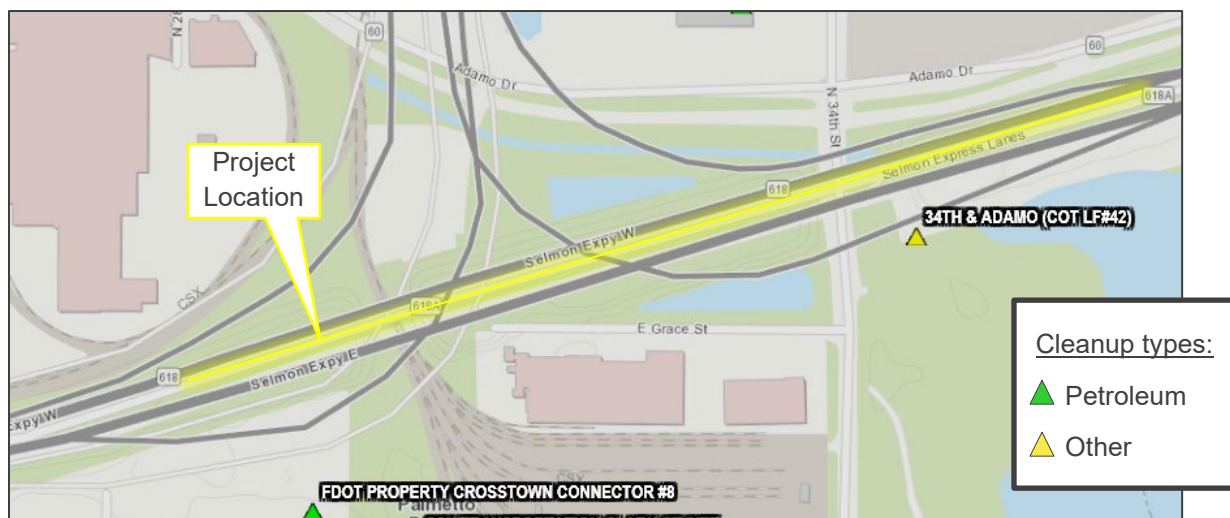 N 28
60
60
Adamo Dr
Adamo Dr
618A
N 34th St
Project
Location
Selmon Express Lanes
618
34TH & ADAMO (COT LF#42)
Selmon Expy W
CSX
618A
E Grace St
Cleanup types:
Petroleum
Other
618
Selmon Expy E
Expy W
CSX
FDOT PROPERTY CROSSTOWN CONNECTOR #8
Palmetto